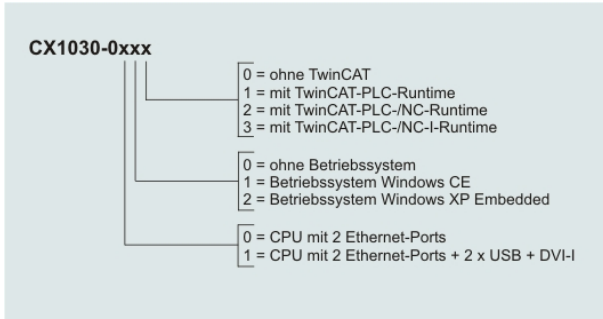 CX1030-0xxx
0 = ohne TwinCAT
1 = mit TwinCAT-PLC-Runtime
2 = mit TwinCAT-PLC-/NC-Runtime
3 = mit TwinCAT-PLC-/NC-I-Runtime
0 = ohne Betriebssystem
1 = Betriebssystem Windows CE
2 = Betriebssystem Windows XP Embedded
0 = CPU mit 2 Ethernet-Ports
1 = CPU mit 2 Ethernet-Ports + 2 x USB + DVI-I